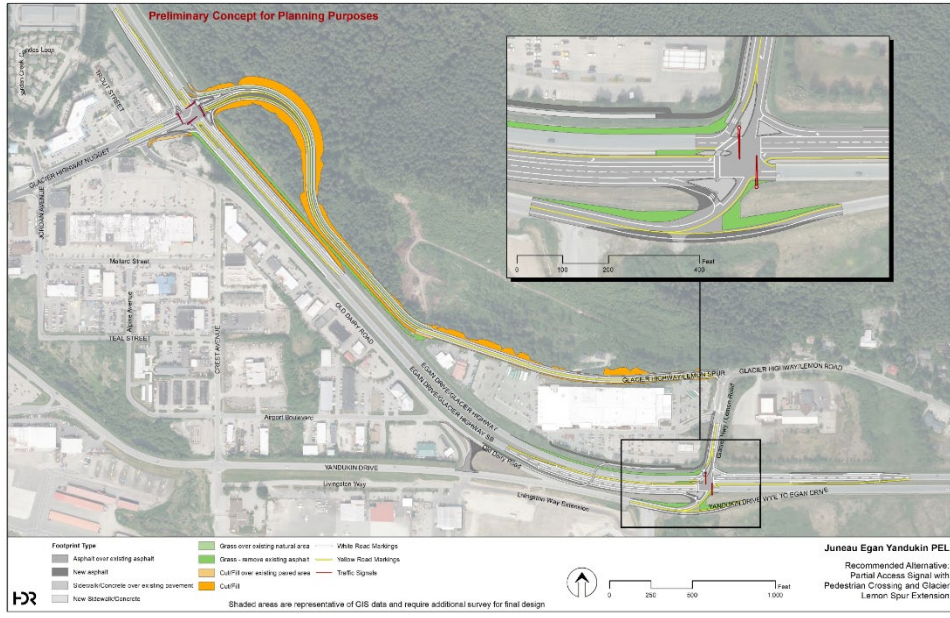 Preliminary Concept for Planning Purposes
TROUT STREET
GLACIER HIGHWAY NUGGET
JORDAN AVENUE
Mallard Street
Alpine Avenue
TEAL STREET
CREST AVENUE
OLD DAIRY ROAD
EGAN DRIVE/GLACIER HIGHWAY
EGAN DRIVE/GLACIER HIGHWAY SB
Airport Boulevard
Old Dairy Road
YANDUKIN DRIVE
Livingston Way
Livingston Way Extension
GLACIER HIGHWAY/LEMON SPUR
GLACIER HIGHWAY/LEMON ROAD
Glacier Hwy / Lemon Road
YANDUKIN DRIVE WYE TO EGAN DRIVE
Feet
0 100 200 400
Footprint Type
Asphalt over existing asphalt
New asphalt
Sidewalk/Concrete over existing pavement
New Sidewalk/Concrete
Grass over existing natural area
Grass - remove existing asphalt
Cut/Fill over existing paved area
Cut/Fill
White Road Markings
Yellow Road Markings
Traffic Signals
Feet
0 250 500 1,000
Juneau Egan Yandukin PEL
Recommended Alternative:
Partial Access Signal with
Pedestrian Crossing and Glacier
Lemon Spur Extension
HDR
Shaded areas are representative of GIS data and require additional survey for final design